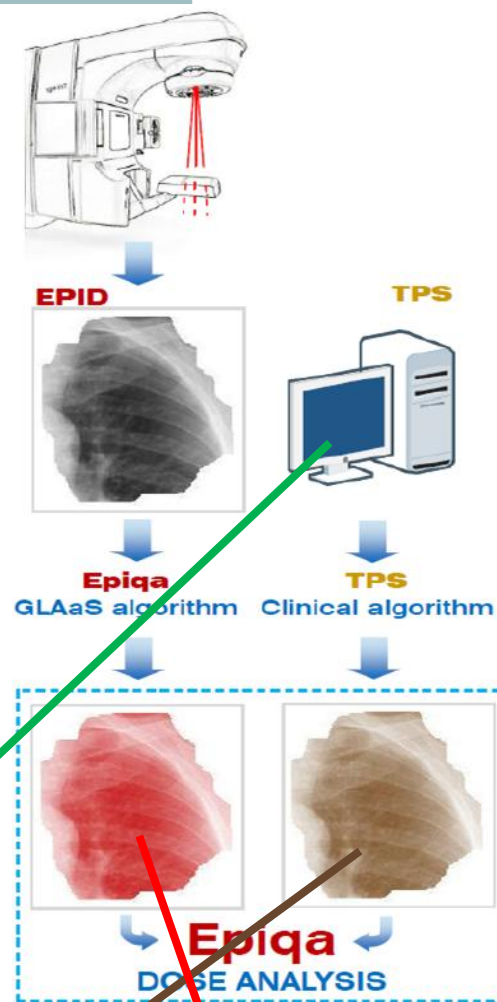 EPID
TPS
Epiqa
GLAaS algorithm
TPS
Clinical algorithm
Epiqa
DOSE ANALYSIS